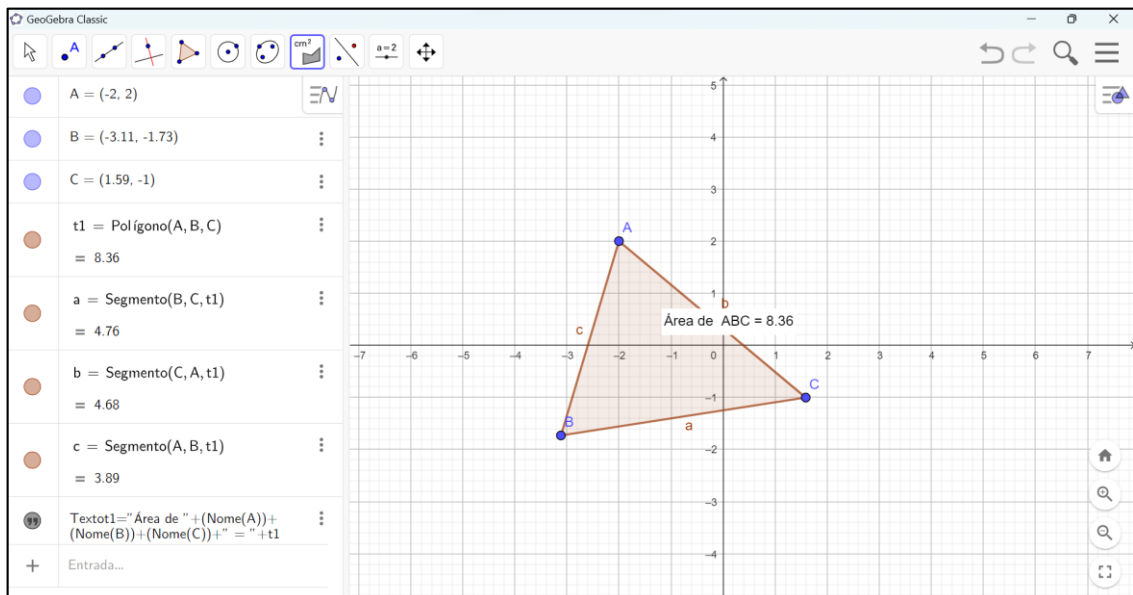 GeoGebra Classic
A
cm²
a=2
A = (-2, 2)
B = (-3.11, -1.73)
C = (1.59, -1)
t1 = Polígono(A, B, C)
= 8.36
a = Segmento(B, C, t1)
= 4.76
b = Segmento(C, A, t1)
= 4.68
c = Segmento(A, B, t1)
= 3.89
Textot1="Área de "+(Nome(A))+
(Nome(B))+(Nome(C))+" = "+t1
Entrada...
5
4
3
2
1
A
b
Área de ABC = 8.36
c
–7 –6 –5 –4 –3 –2 –1 0 1 2 3 4 5 6 7
C
–1
B
a
–2
–3
–4